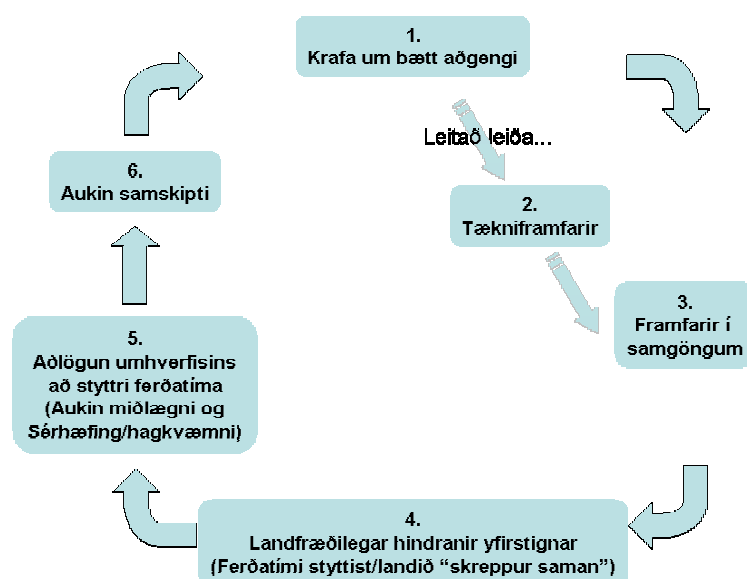 1.
Krafa um bætt aðgengi
Leitað leiða...
2.
Tækniframfarir
3.
Framfarir í
samgöngum
4.
Landfræðilegar hindranir yfirstignar
(Ferðatími styttist/landið “skreppur saman”)
5.
Aðlögun umhverfisins
að styttri ferðatíma
(Aukin miðlægni og
Sérhæfing/hagkvæmni)
6.
Aukin samskipti